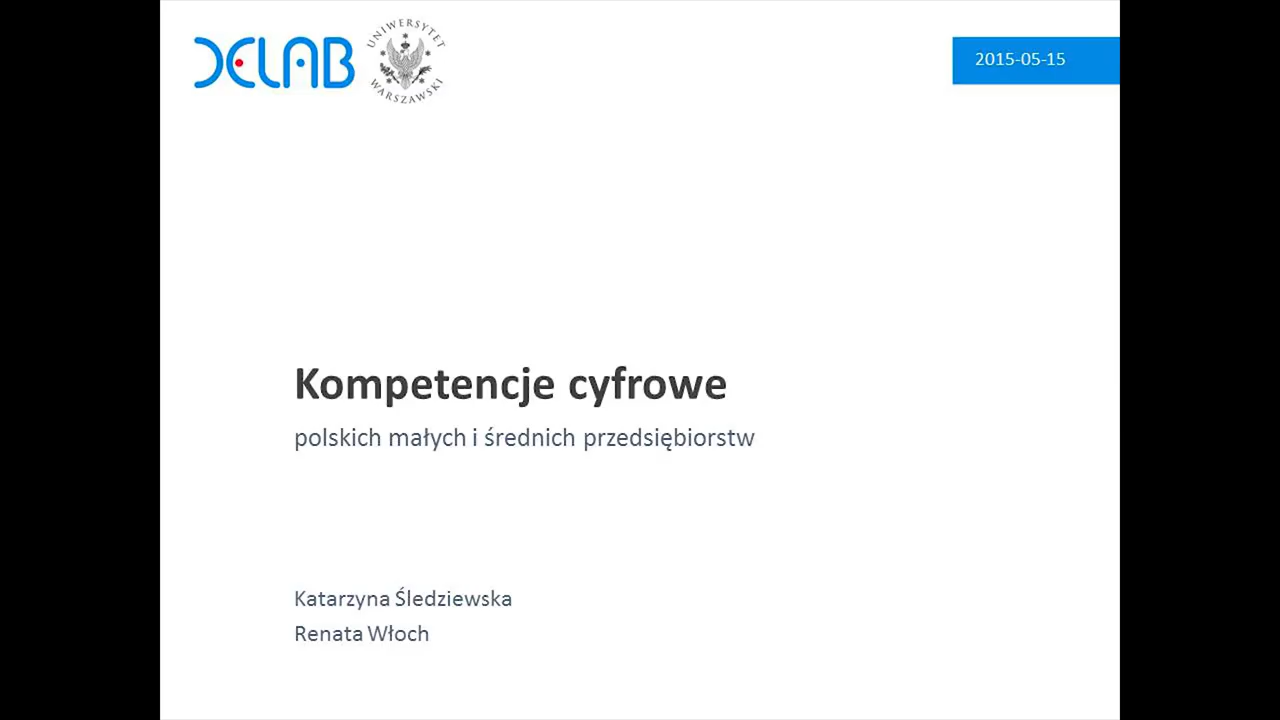 DELAB
UNIWERSYTET
WARSZAWSKI
2015-05-15
Kompetencje cyfrowe
polskich małych i średnich przedsiębiorstw
Katarzyna Śledziewska
Renata Włoch